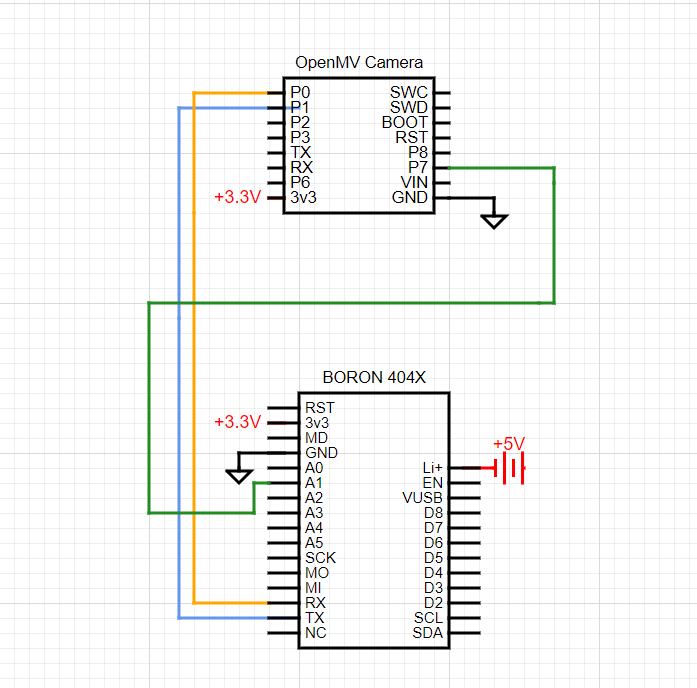 OpenMV Camera
P0
P1
P2
P3
TX
RX
P6
3v3
SWC
SWD
BOOT
RST
P8
P7
VIN
GND
+3.3V
BORON 404X
RST
3v3
MD
GND
A0
A1
A2
A3
A4
A5
SCK
MO
MI
RX
TX
NC
Li+
EN
VUSB
D8
D7
D6
D5
D4
D3
D2
SCL
SDA
+3.3V
+5V